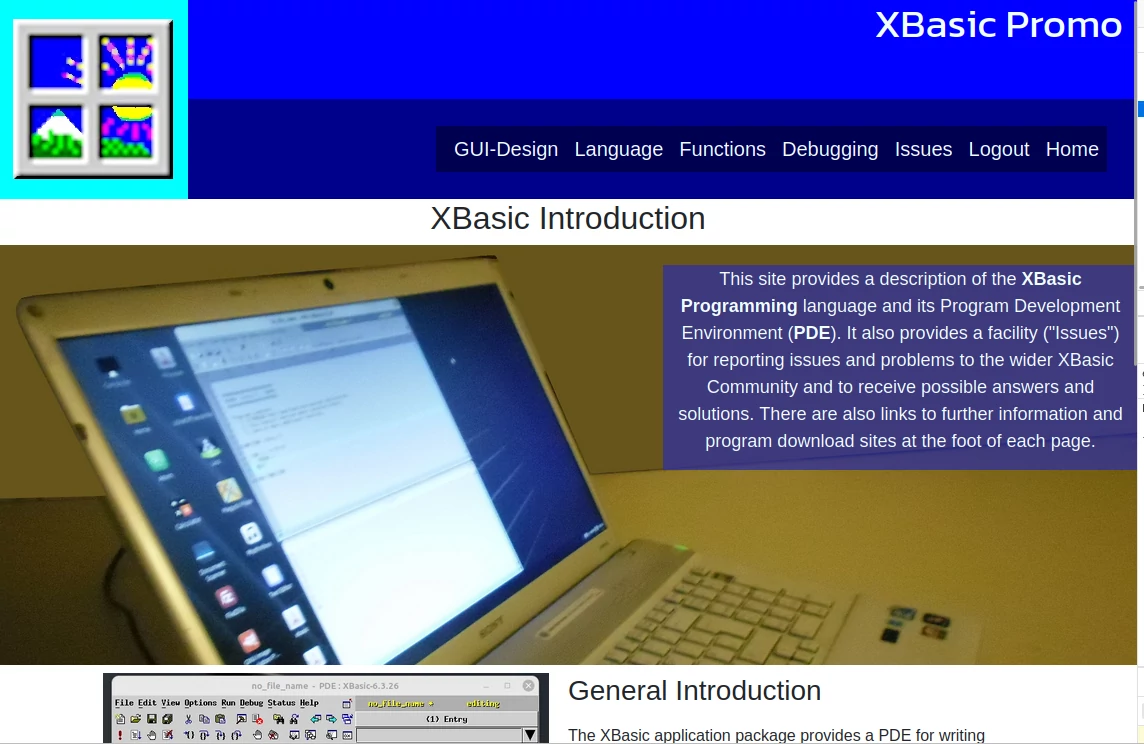 XBasic Promo
GUI-Design Language Functions Debugging Issues Logout Home
XBasic Introduction
This site provides a description of the XBasic
Programming language and its Program Development
Environment (PDE). It also provides a facility ("Issues")
for reporting issues and problems to the wider XBasic
Community and to receive possible answers and
solutions. There are also links to further information and
program download sites at the foot of each page.
SONY
no_file_name - PDE : XBasic-6.3.26
File Edit View Options Run Debug Status Help
no_file_name * editing
(1) Entry
General Introduction
The XBasic application package provides a PDE for writing